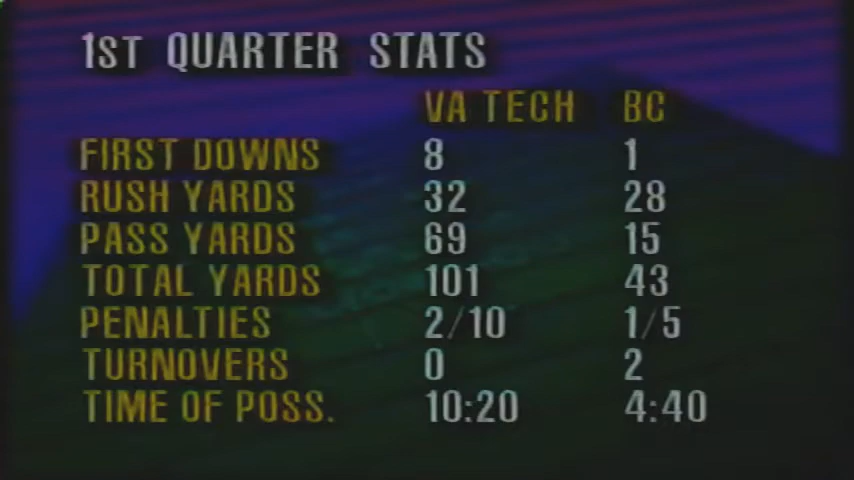 1ST QUARTER STATS
VA TECH BC
FIRST DOWNS 8 1
RUSH YARDS 32 28
PASS YARDS 69 15
TOTAL YARDS 101 43
PENALTIES 2/10 1/5
TURNOVERS 0 2
TIME OF POSS. 10:20 4:40